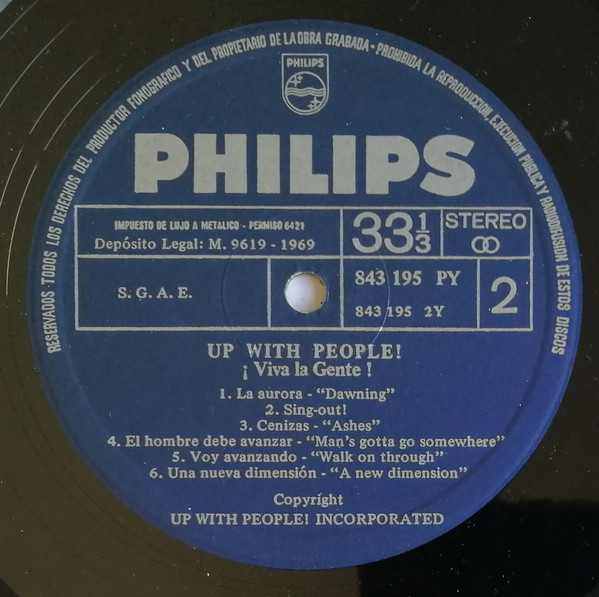 RESERVADOS TODOS LOS DERECHOS DEL PRODUCTOR FONOGRAFICO Y DEL PROPIETARIO DE LA OBRA GRABADA • PROHIBIDA LA REPRODUCCION, EJECUCION PUBLICA Y RADIODIFUSION DE ESTOS DISCOS
PHILIPS
PHILIPS
IMPUESTO DE LUJO A METALICO - PERMISO 6421
Depósito Legal: M. 9619 - 1969
33 1/3
STEREO
S. G. A. E.
843 195 PY
843 195 2Y
2
UP WITH PEOPLE!
¡ Viva la Gente !
1. La aurora - “Dawning”
2. Sing-out!
3. Cenizas - “Ashes”
4. El hombre debe avanzar - “Man's gotta go somewhere”
5. Voy avanzando - “Walk on through”
6. Una nueva dimensión - “A new dimension”
Copyríght
UP WITH PEOPLE! INCORPORATED